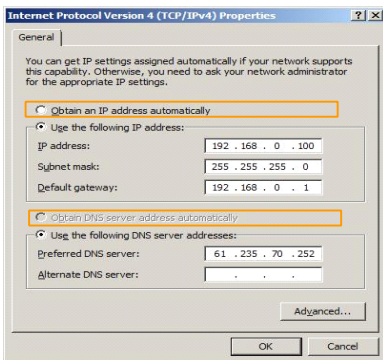 Internet Protocol Version 4 (TCP/IPv4) Properties ? X
General
You can get IP settings assigned automatically if your network supports
this capability. Otherwise, you need to ask your network administrator
for the appropriate IP settings.
Obtain an IP address automatically
Use the following IP address:
IP address: 192 . 168 . 0 . 100
Subnet mask: 255 . 255 . 255 . 0
Default gateway: 192 . 168 . 0 . 1
Obtain DNS server address automatically
Use the following DNS server addresses:
Preferred DNS server: 61 . 235 . 70 . 252
Alternate DNS server: . . .
Advanced...
OK Cancel